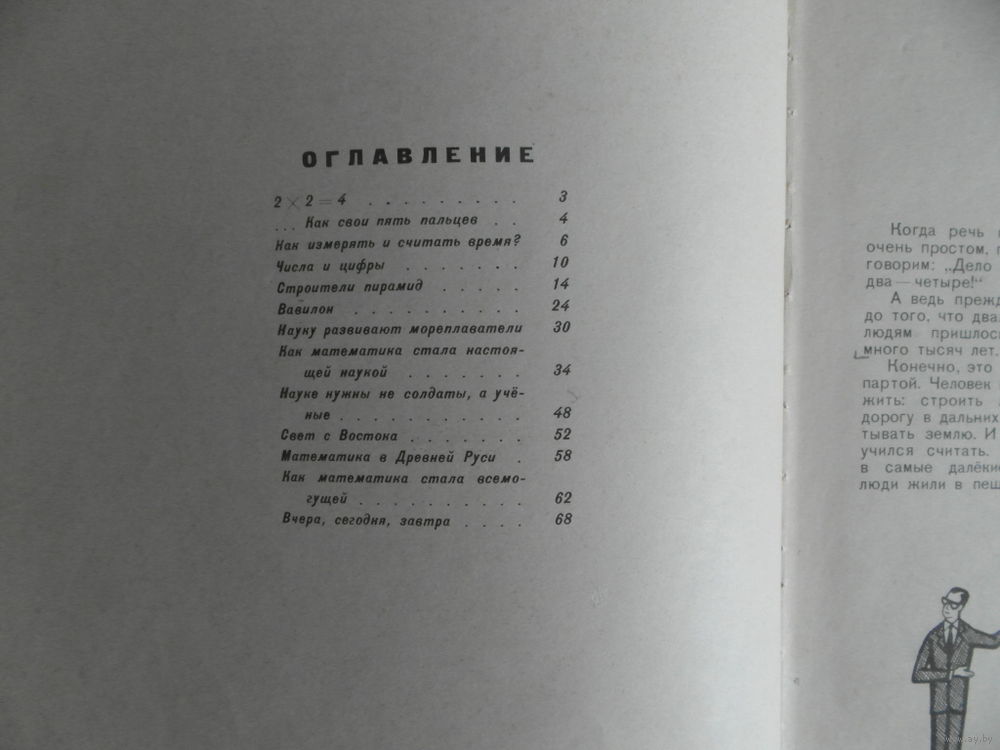 ОГЛАВЛЕНИЕ
2 × 2 = 4 . . . . . . . . . 3
... Как свои пять пальцев . . 4
Как измерять и считать время? 6
Числа и цифры . . . . . . . 10
Строители пирамид . . . . . 14
Вавилон . . . . . . . . . . 24
Науку развивают мореплаватели 30
Как математика стала настоя-
щей наукой . . . . . . . 34
Науке нужны не солдаты, а учё-
ные . . . . . . . . . . . 48
Свет с Востока . . . . . . . 52
Математика в Древней Руси . 58
Как математика стала всемо-
гущей . . . . . . . . . . 62
Вчера, сегодня, завтра . . . . 68
Когда речь
очень простом,
говорим: „Дело
два — четыре!“
А ведь прежд
до того, что два
людям пришлос
много тысяч лет.
Конечно, это
партой. Человек
жить: строить
дорогу в дальних
тывать землю. И
учился считать.
в самые далёкие
люди жили в пещ
www.ay.by